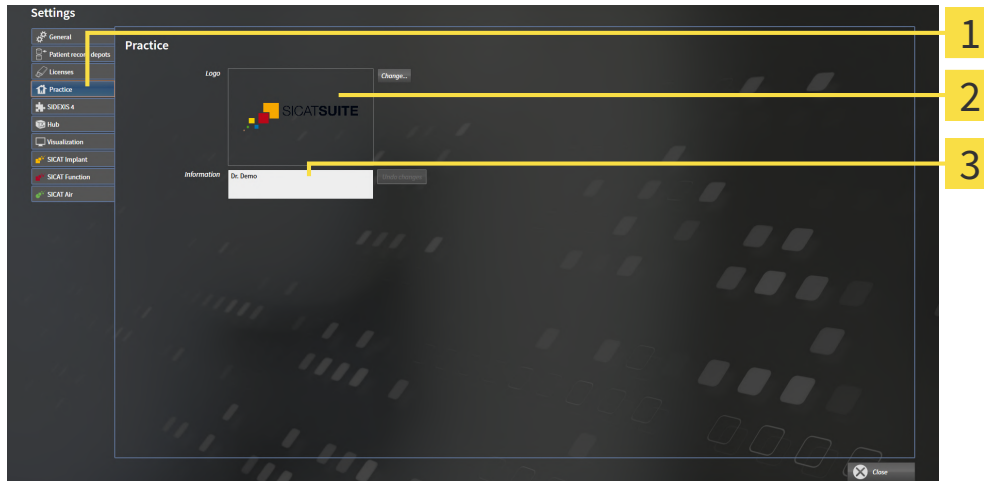 Settings
General
Patient record depots
Licenses
Practice
SIDEXIS 4
Hub
Visualization
SICAT Implant
SICAT Function
SICAT Air
Practice
Logo
SICATSUITE
Change...
Information
Dr. Demo
Undo changes
Close
1
2
3